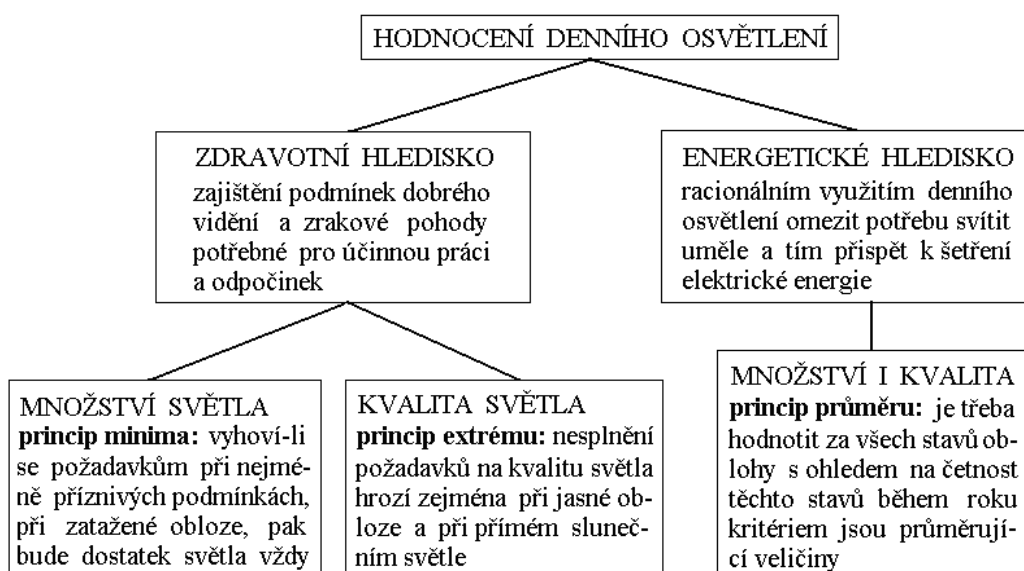 HODNOCENÍ DENNÍHO OSVĚTLENÍ
ZDRAVOTNÍ HLEDISKO
zajištění podmínek dobrého
vidění a zrakové pohody
potřebné pro účinnou práci
a odpočinek
ENERGETICKÉ HLEDISKO
racionálním využitím denního
osvětlení omezit potřebu svítit
uměle a tím přispět k šetření
elektrické energie
MNOŽSTVÍ SVĚTLA
princip minima: vyhoví-li
se požadavkům při nejmé-
ně příznivých podmínkách,
při zatažené obloze, pak
bude dostatek světla vždy
KVALITA SVĚTLA
princip extrému: nesplnění
požadavků na kvalitu světla
hrozí zejména při jasné ob-
loze a při přímém sluneč-
ním světle
MNOŽSTVÍ I KVALITA
princip průměru: je třeba
hodnotit za všech stavů ob-
lohy s ohledem na četnost
těchto stavů během roku
kritériem jsou průměrují-
cí veličiny